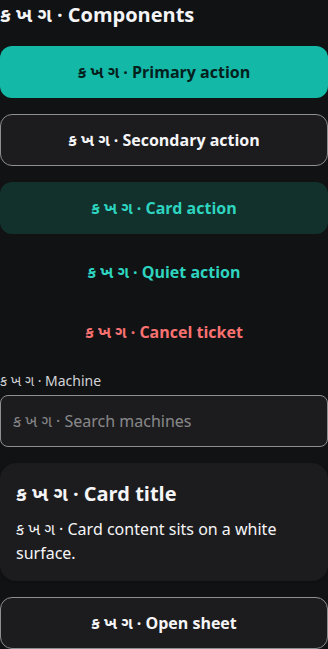 ક ખ ગ · Components
ક ખ ગ · Primary action
ક ખ ગ · Secondary action
ક ખ ગ · Card action
ક ખ ગ · Quiet action
ક ખ ગ · Cancel ticket
ક ખ ગ · Machine
ક ખ ગ · Search machines
ક ખ ગ · Card title
ક ખ ગ · Card content sits on a white
surface.
ક ખ ગ · Open sheet